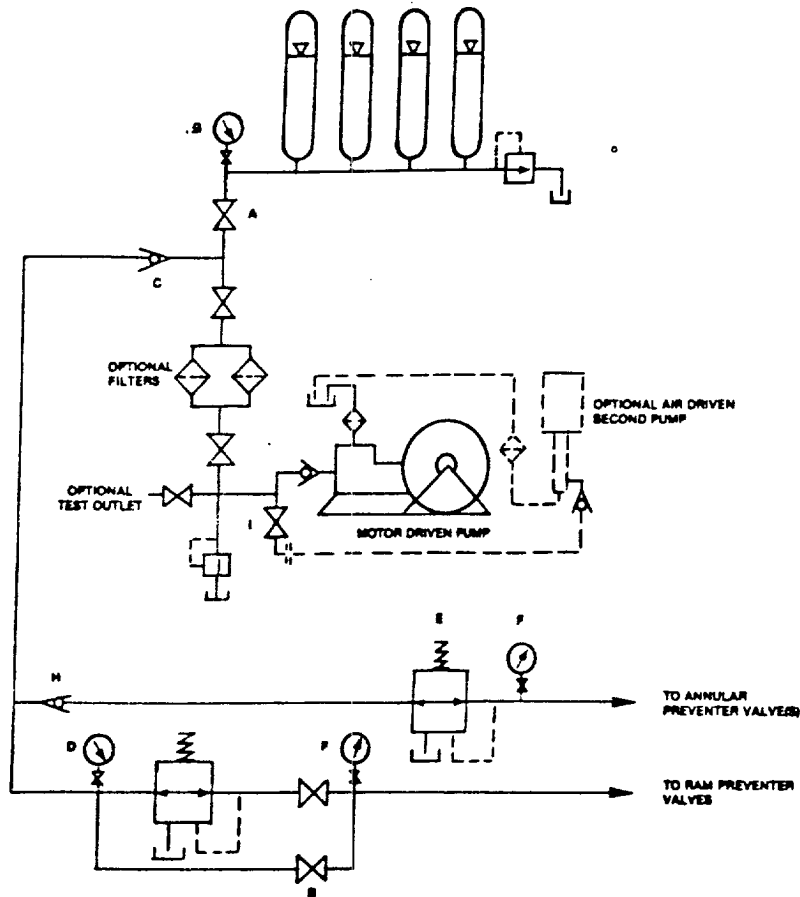 A
C
OPTIONAL
FILTERS
OPTIONAL AIR DRIVEN
SECOND PUMP
OPTIONAL
TEST OUTLET
I
MOTOR DRIVEN PUMP
E
F
H
TO ANNULAR
PREVENTER VALVE(S)
D
F
TO RAM PREVENTER
VALVES